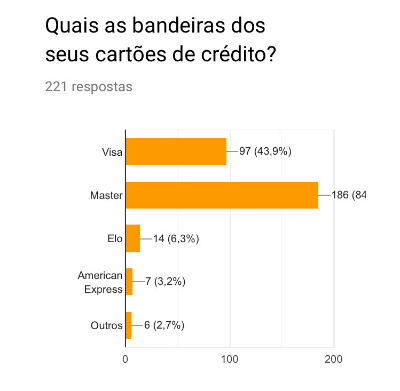 Quais as bandeiras dos
seus cartões de crédito?
221 respostas
Visa
97 (43,9%)
Master
186 (84
Elo
14 (6,3%)
American
Express
7 (3,2%)
Outros
6 (2,7%)
0
100
200